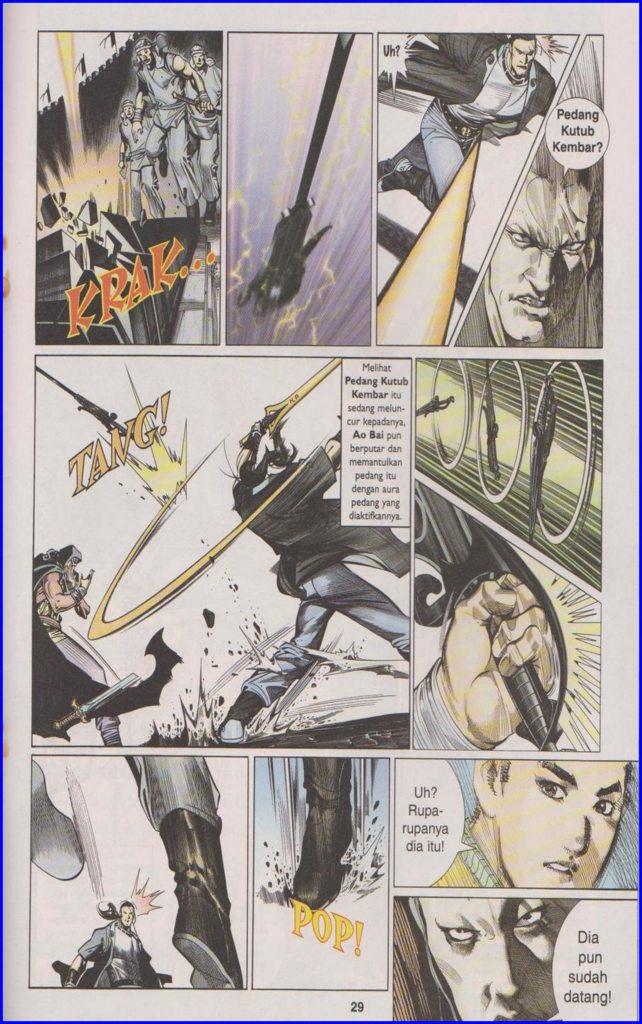 KRAK...
Uh?
Pedang
Kutub
Kembar?
TANG!
Melihat
Pedang Kutub
Kembar itu
sedang melun-
cur kepadanya,
Ao Bai pun
berputar dan
memantulkan
pedang itu
dengan aura
pedang yang
diaktifkannya.
POP!
Uh?
Rupa-
rupanya
dia itu!
Dia
pun
sudah
datang!
29